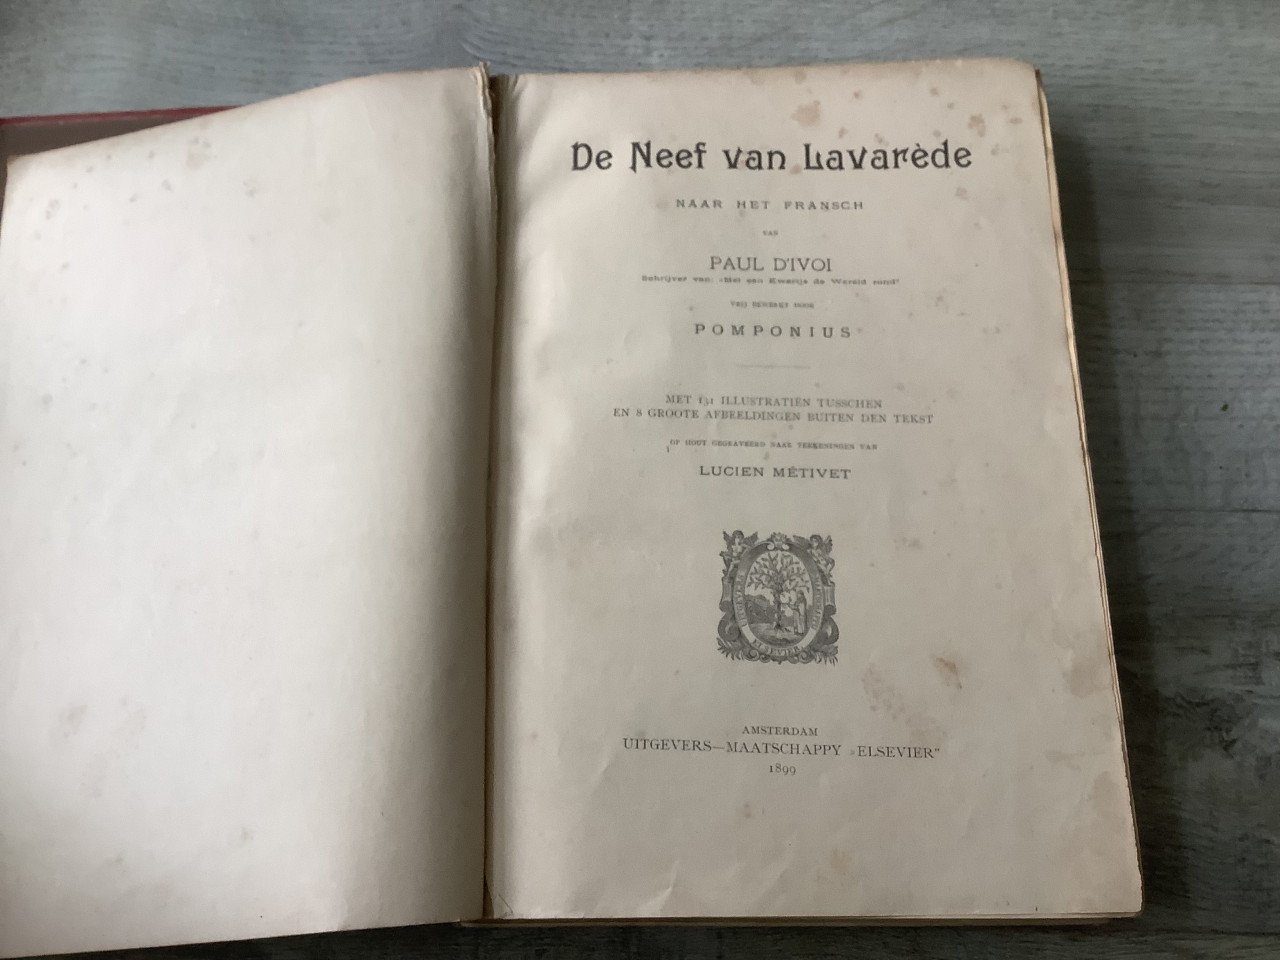 De Neef van Lavarède
NAAR HET FRANSCH
VAN
PAUL D'IVOI
Schrijver van: „Met een Kwartje de Wereld rond"
VRIJ BEWERKT DOOR
POMPONIUS
MET 131 ILLUSTRATIËN TUSSCHEN
EN 8 GROOTE AFBEELDINGEN BUITEN DEN TEKST
OP HOUT GEGRAVEERD NAAR TEEKENINGEN VAN
LUCIEN MÉTIVET
ELSEVIER
AMSTERDAM
UITGEVERS—MAATSCHAPPY „ELSEVIER"
1899